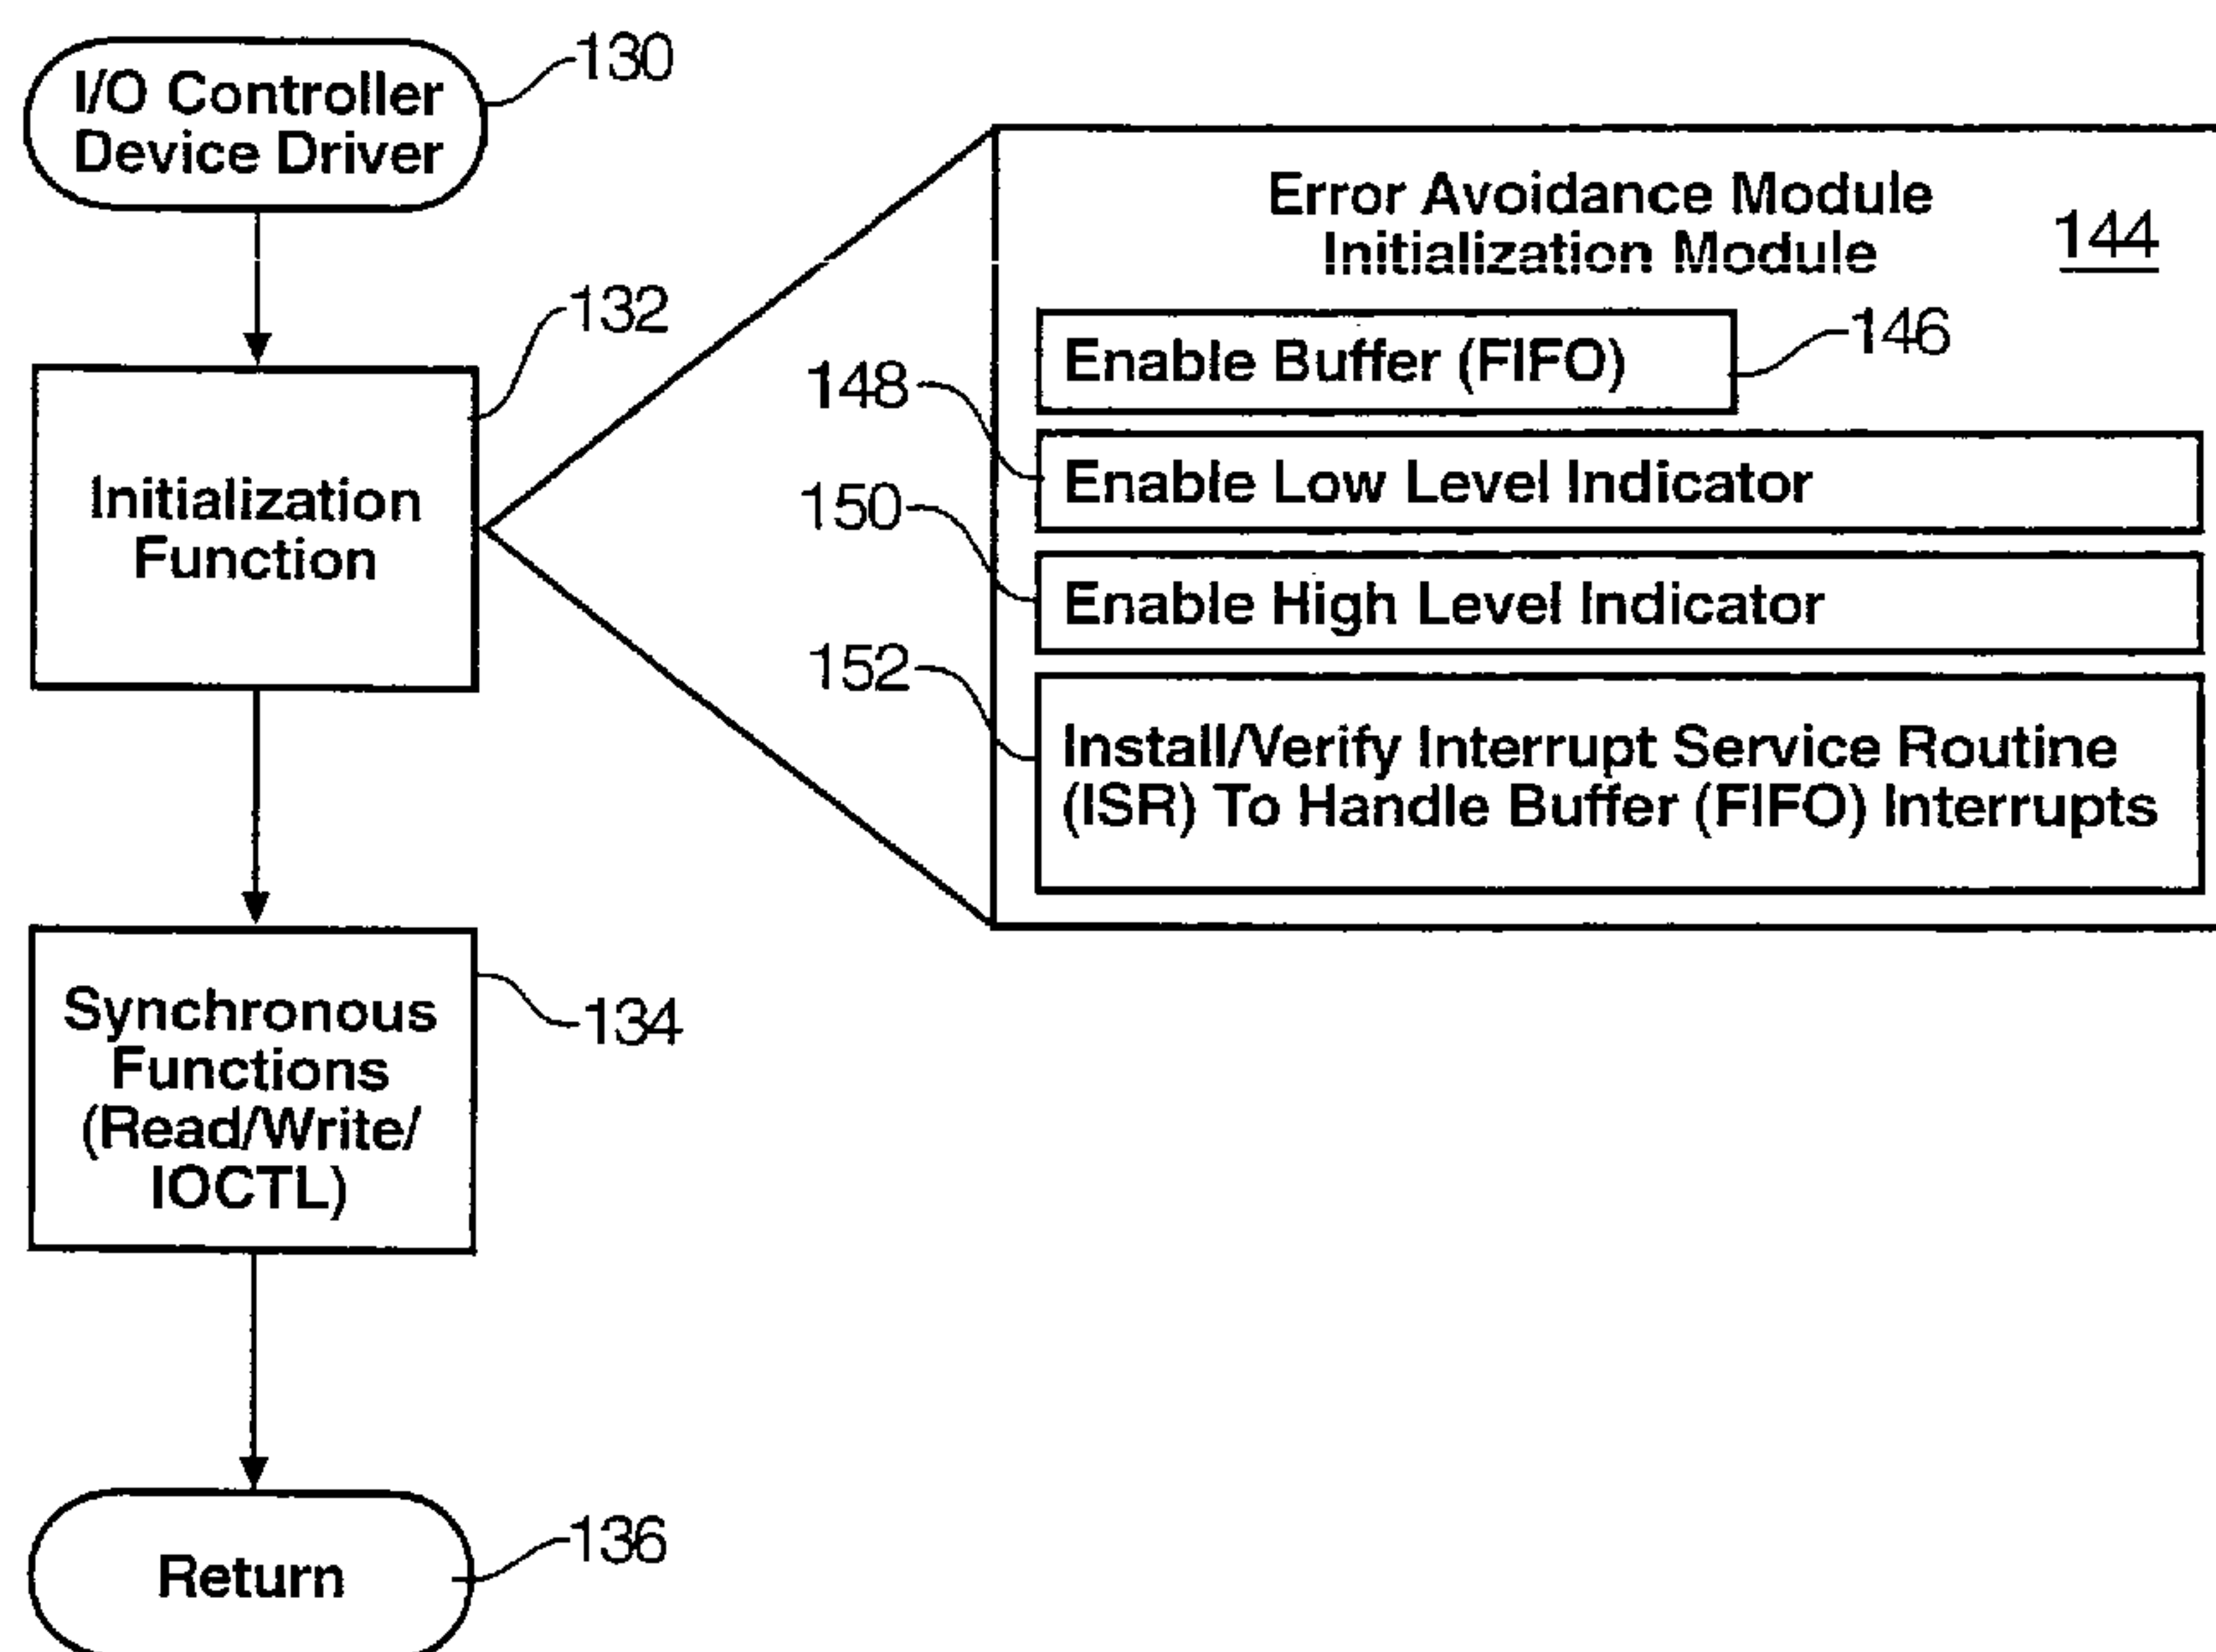 I/O Controller
Device Driver
130
132
Initialization
Function
Synchronous
Functions
(Read/Write/
IOCTL)
134
Return
136
Error Avoidance Module
Initialization Module
144
Enable Buffer (FIFO)
146
148
Enable Low Level Indicator
150
Enable High Level Indicator
152
Install/Verify Interrupt Service Routine
(ISR) To Handle Buffer (FIFO) Interrupts